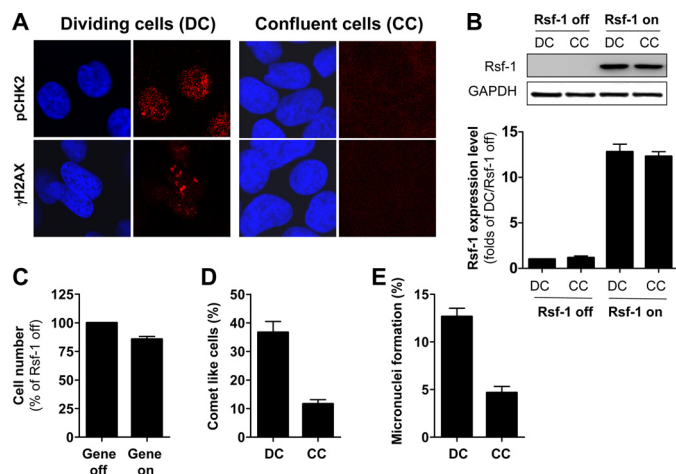 A
Dividing cells (DC)
Confluent cells (CC)
pCHK2
γH2AX
B
Rsf-1 off
Rsf-1 on
DC
CC
DC
CC
Rsf-1
GAPDH
Rsf-1 expression level
(folds of DC/Rsf-1 off)
15
10
5
0
DC
CC
DC
CC
Rsf-1 off
Rsf-1 on
C
Cell number
(% of Rsf-1 off)
125
100
75
50
25
0
Gene
off
Gene
on
D
Comet like cells (%)
50
40
30
20
10
0
DC
CC
E
Micronuclei formation (%)
15
10
5
0
DC
CC